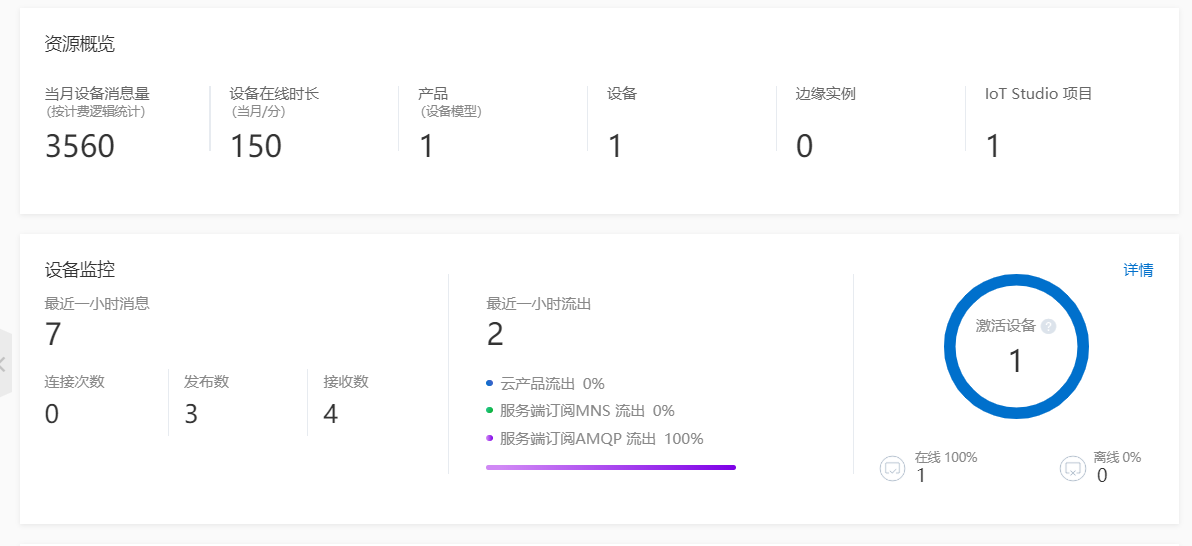 资源概览
当月设备消息量
(按计费逻辑统计)
3560
设备在线时长
(当月/分)
150
产品
(设备模型)
1
设备
1
边缘实例
0
IoT Studio 项目
1
设备监控
详情
最近一小时消息
7
连接次数
0
发布数
3
接收数
4
最近一小时流出
2
云产品流出 0%
服务端订阅MNS 流出 0%
服务端订阅AMQP 流出 100%
激活设备 ?
1
在线 100%
1
离线 0%
0